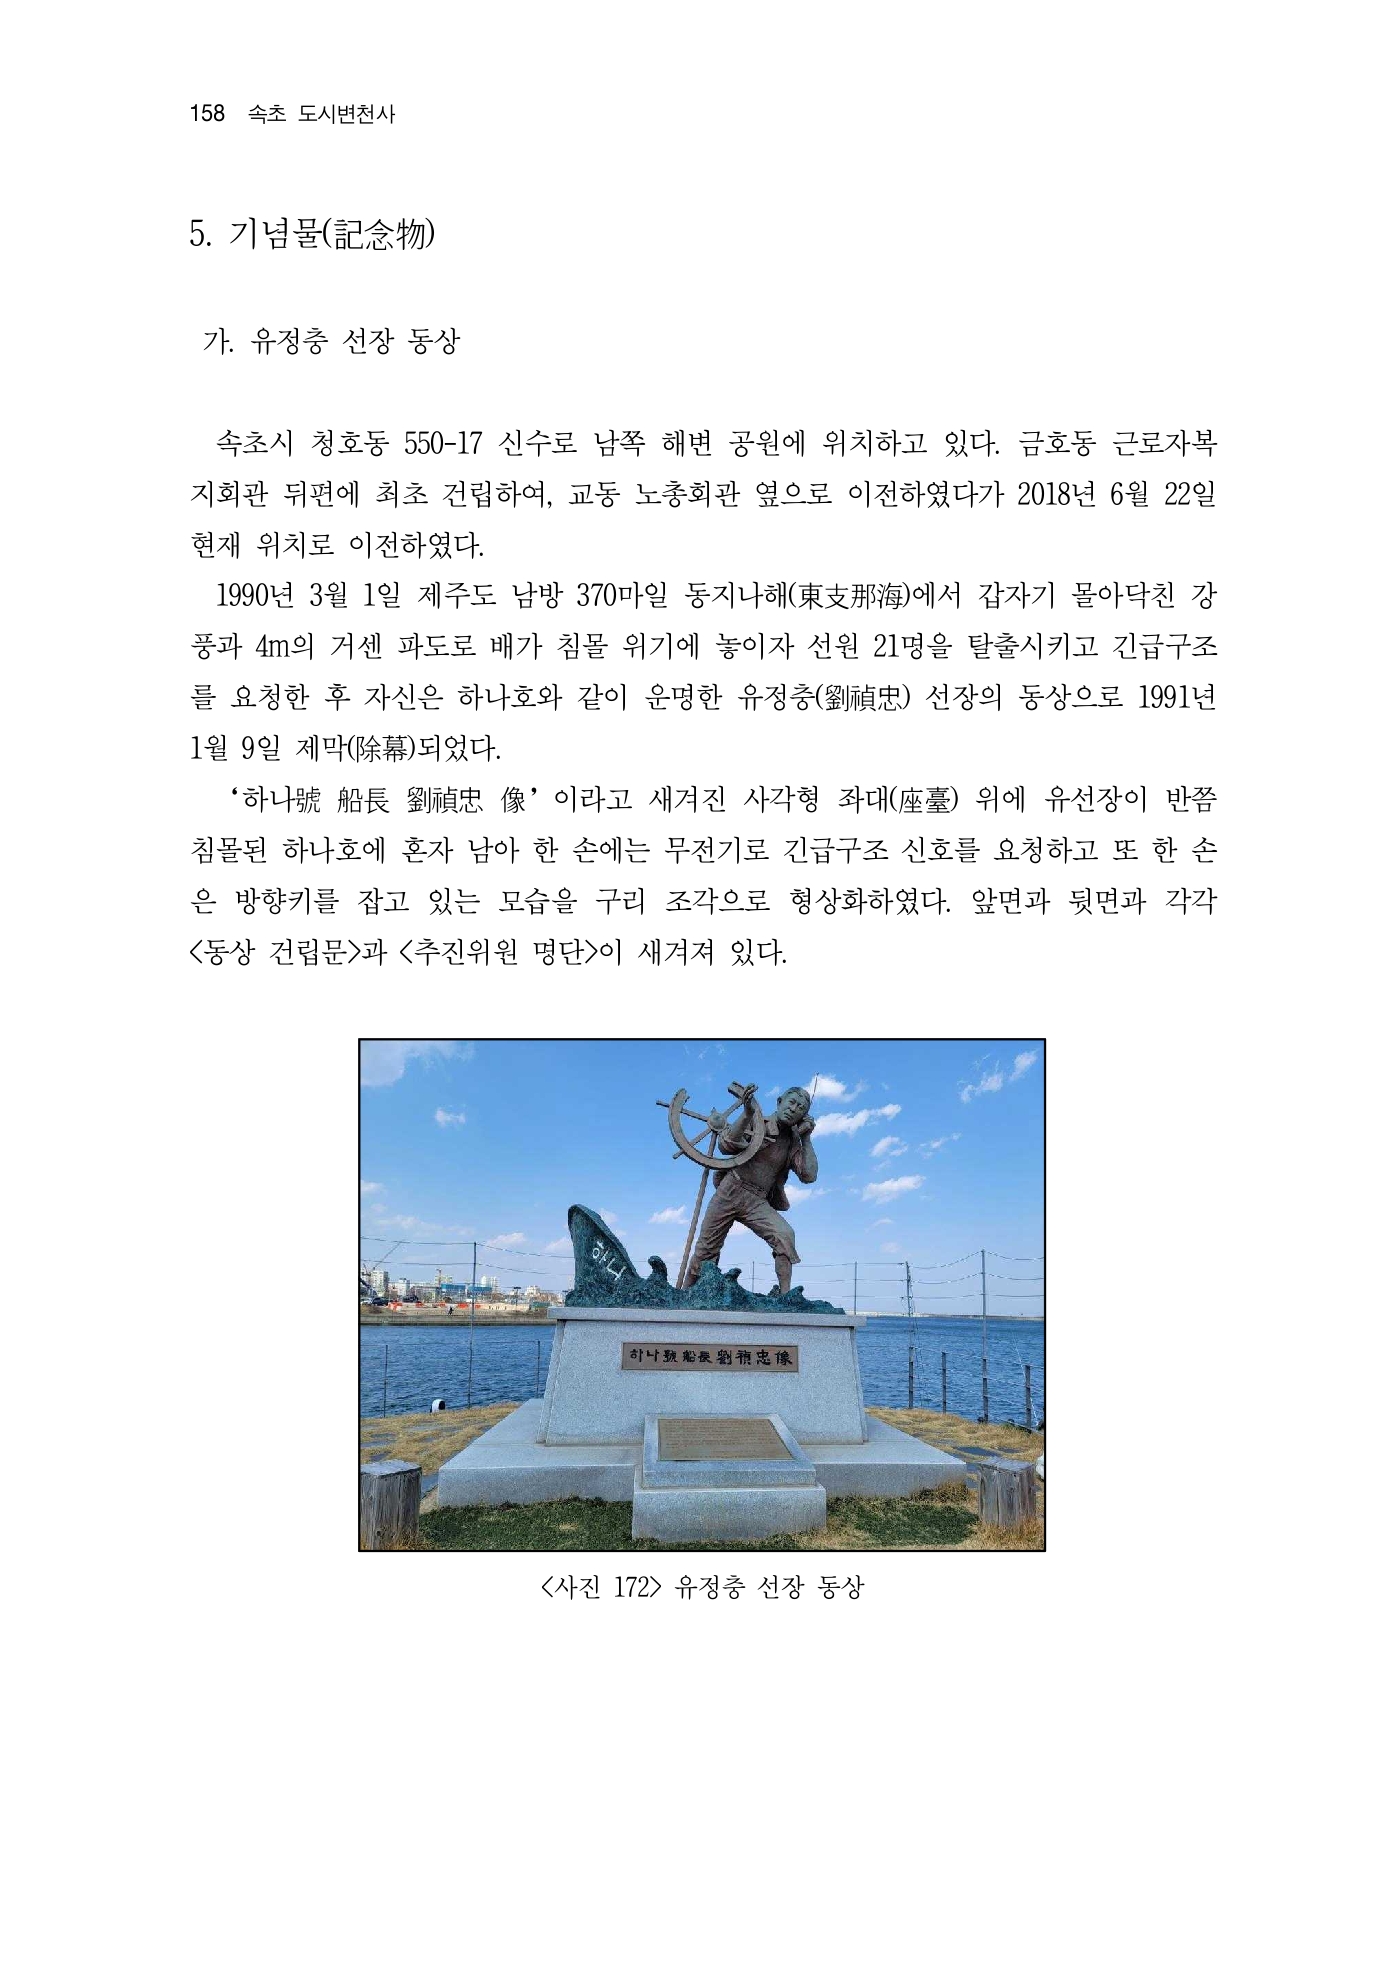 158 속초 도시변천사
5. 기념물(記念物)
가. 유정충 선장 동상
속초시 청호동 550-17 신수로 남쪽 해변 공원에 위치하고 있다. 금호동 근로자복
지회관 뒤편에 최초 건립하여, 교동 노총회관 옆으로 이전하였다가 2018년 6월 22일
현재 위치로 이전하였다.
1990년 3월 1일 제주도 남방 370마일 동지나해(東支那海)에서 갑자기 몰아닥친 강
풍과 4m의 거센 파도로 배가 침몰 위기에 놓이자 선원 21명을 탈출시키고 긴급구조
를 요청한 후 자신은 하나호와 같이 운명한 유정충(劉禎忠) 선장의 동상으로 1991년
1월 9일 제막(除幕)되었다.
‘하나號 船長 劉禎忠 像’이라고 새겨진 사각형 좌대(座臺) 위에 유선장이 반쯤
침몰된 하나호에 혼자 남아 한 손에는 무전기로 긴급구조 신호를 요청하고 또 한 손
은 방향키를 잡고 있는 모습을 구리 조각으로 형상화하였다. 앞면과 뒷면과 각각
<동상 건립문>과 <추진위원 명단>이 새겨져 있다.
하나
하나號 船長 劉禎忠 像
<사진 172> 유정충 선장 동상